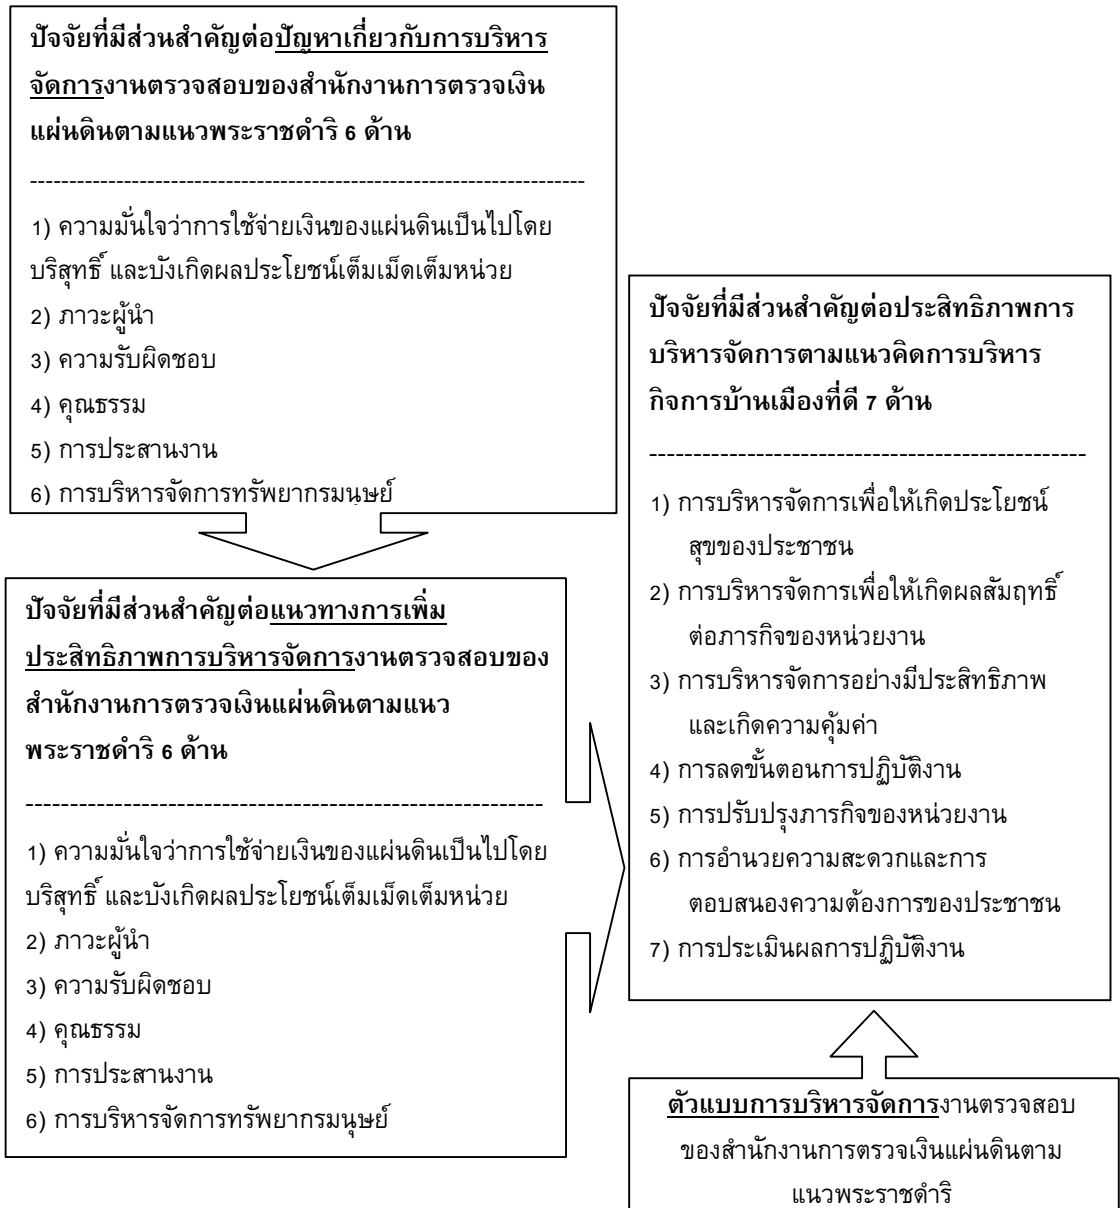 ปัจจัยที่มีส่วนสำคัญต่อปัญหาเกี่ยวกับการบริหาร
จัดการงานตรวจสอบของสำนักงานการตรวจเงิน
แผ่นดินตามแนวพระราชดำริ 6 ด้าน
-----------------------------------------------------------------------
1) ความมั่นใจว่าการใช้จ่ายเงินของแผ่นดินเป็นไปโดย
บริสุทธิ์ และบังเกิดผลประโยชน์เต็มเม็ดเต็มหน่วย
2) ภาวะผู้นำ
3) ความรับผิดชอบ
4) คุณธรรม
5) การประสานงาน
6) การบริหารจัดการทรัพยากรมนุษย์
ปัจจัยที่มีส่วนสำคัญต่อแนวทางการเพิ่ม
ประสิทธิภาพการบริหารจัดการงานตรวจสอบของ
สำนักงานการตรวจเงินแผ่นดินตามแนว
พระราชดำริ 6 ด้าน
-----------------------------------------------------------
1) ความมั่นใจว่าการใช้จ่ายเงินของแผ่นดินเป็นไปโดย
บริสุทธิ์ และบังเกิดผลประโยชน์เต็มเม็ดเต็มหน่วย
2) ภาวะผู้นำ
3) ความรับผิดชอบ
4) คุณธรรม
5) การประสานงาน
6) การบริหารจัดการทรัพยากรมนุษย์
ปัจจัยที่มีส่วนสำคัญต่อประสิทธิภาพการ
บริหารจัดการตามแนวคิดการบริหาร
กิจการบ้านเมืองที่ดี 7 ด้าน
--------------------------------------------------
1) การบริหารจัดการเพื่อให้เกิดประโยชน์
สุขของประชาชน
2) การบริหารจัดการเพื่อให้เกิดผลสัมฤทธิ์
ต่อภารกิจของหน่วยงาน
3) การบริหารจัดการอย่างมีประสิทธิภาพ
และเกิดความคุ้มค่า
4) การลดขั้นตอนการปฏิบัติงาน
5) การปรับปรุงภารกิจของหน่วยงาน
6) การอำนวยความสะดวกและการ
ตอบสนองความต้องการของประชาชน
7) การประเมินผลการปฏิบัติงาน
ตัวแบบการบริหารจัดการงานตรวจสอบ
ของสำนักงานการตรวจเงินแผ่นดินตาม
แนวพระราชดำริ